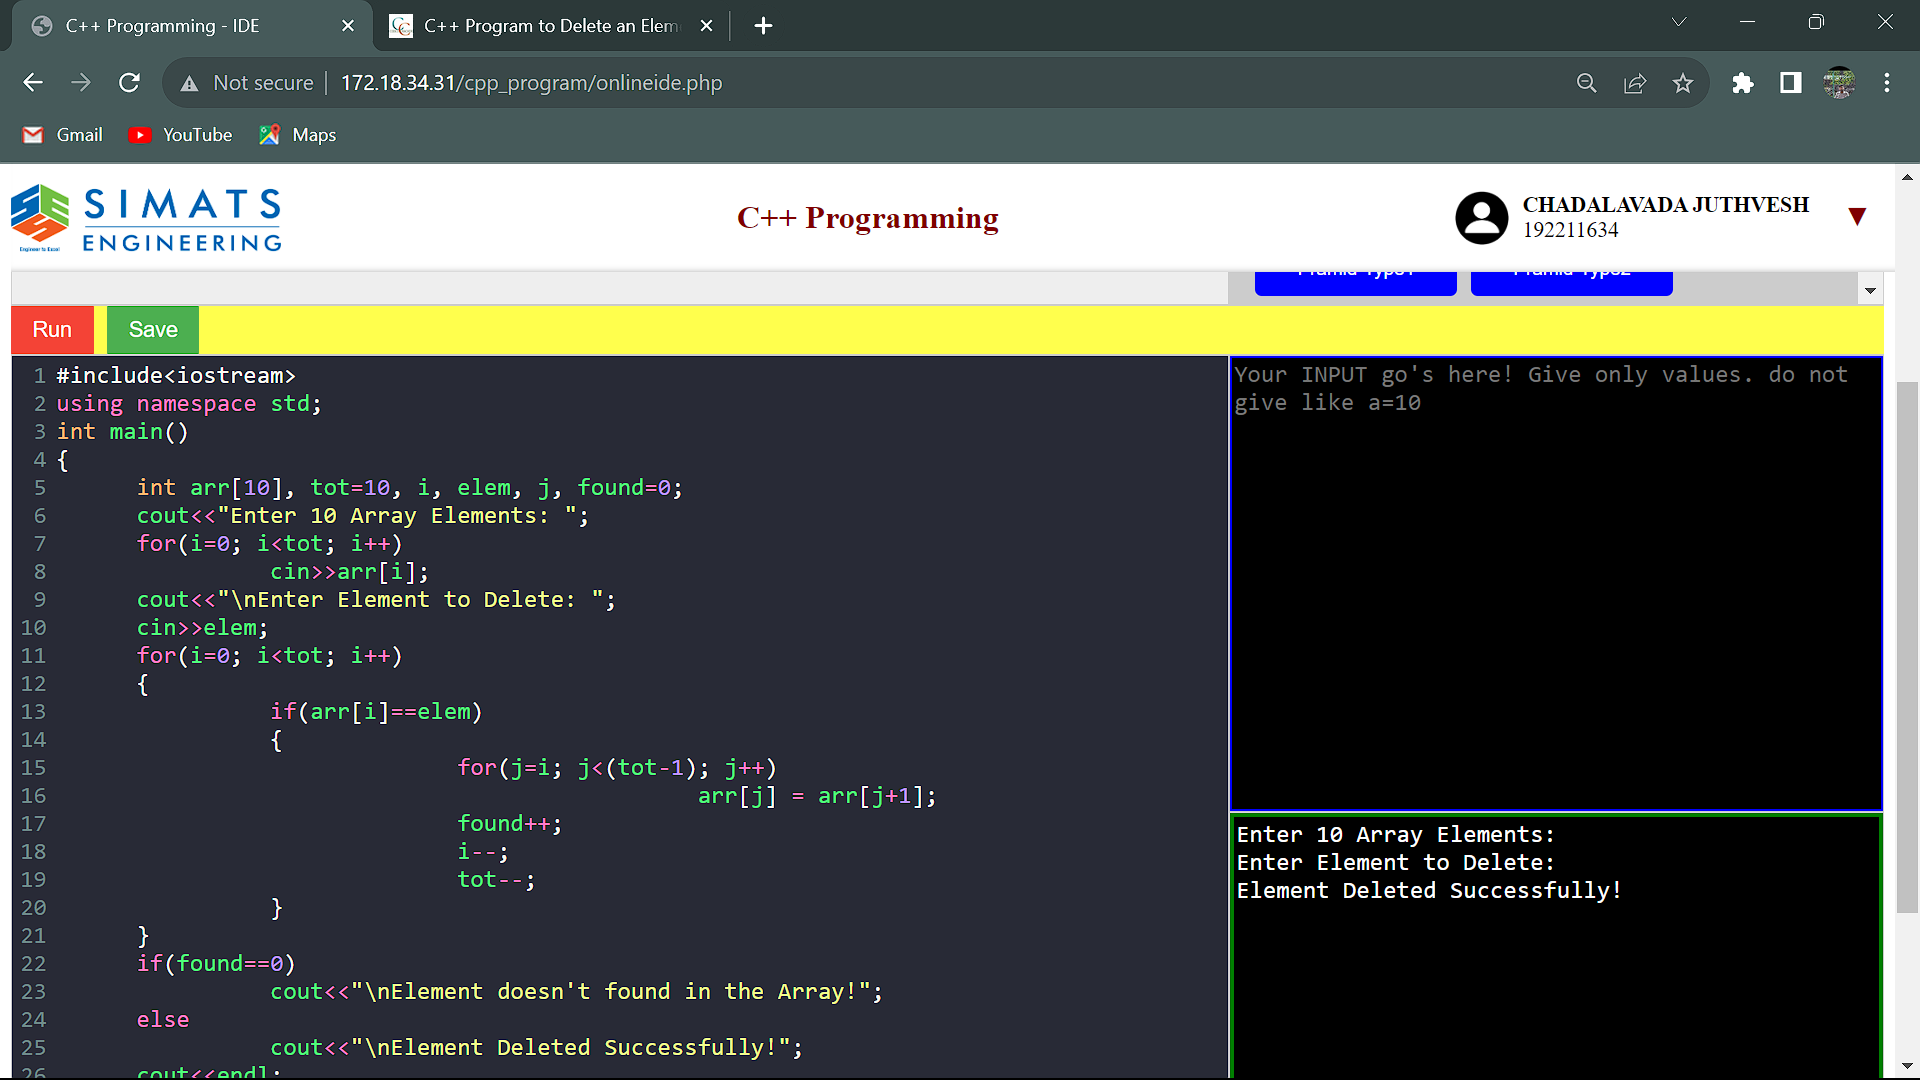 C++ Programming - IDE
C++ Program to Delete an Elem
Not secure
172.18.34.31/cpp_program/onlineide.php
Gmail
YouTube
Maps
SIMATS
ENGINEERING
Engineer to Excel
C++ Programming
CHADALAVADA JUTHVESH
192211634
Run
Save
1 #include<iostream>
2 using namespace std;
3 int main()
4 {
5 int arr[10], tot=10, i, elem, j, found=0;
6 cout<<"Enter 10 Array Elements: ";
7 for(i=0; i<tot; i++)
8 cin>>arr[i];
9 cout<<"\nEnter Element to Delete: ";
10 cin>>elem;
11 for(i=0; i<tot; i++)
12 {
13 if(arr[i]==elem)
14 {
15 for(j=i; j<(tot-1); j++)
16 arr[j] = arr[j+1];
17 found++;
18 i--;
19 tot--;
20 }
21 }
22 if(found==0)
23 cout<<"\nElement doesn't found in the Array!";
24 else
25 cout<<"\nElement Deleted Successfully!";
26 cout<<endl;
Your INPUT go's here! Give only values. do not
give like a=10
Enter 10 Array Elements:
Enter Element to Delete:
Element Deleted Successfully!